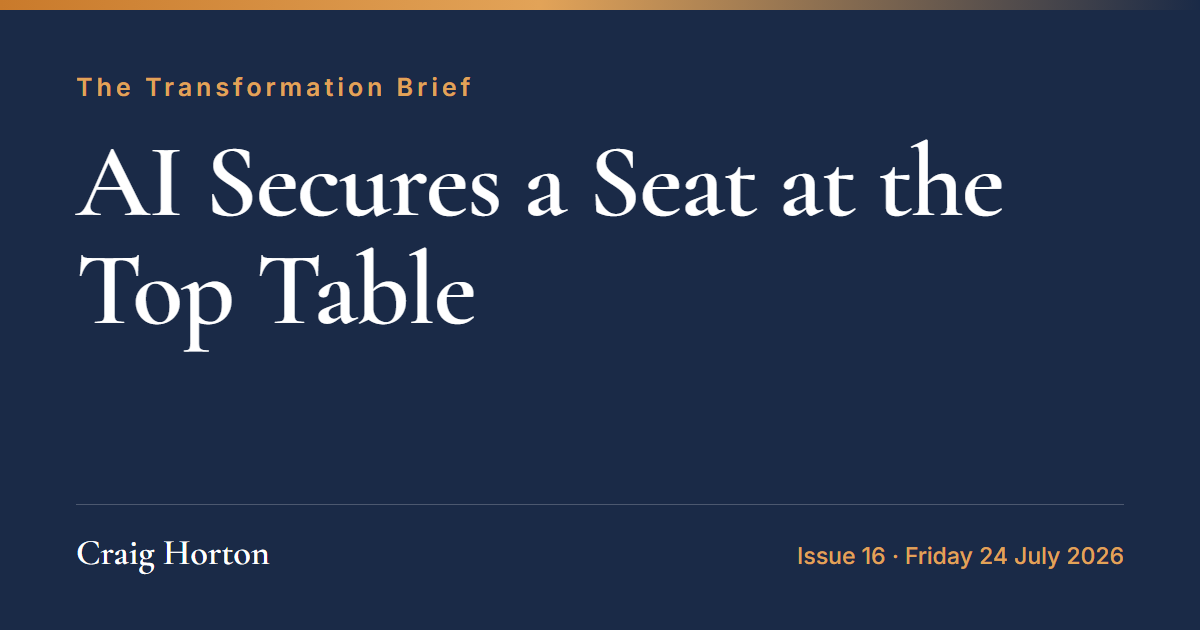 The Transformation Brief
AI Secures a Seat at the
Top Table
Craig Horton
Issue 16 · Friday 24 July 2026